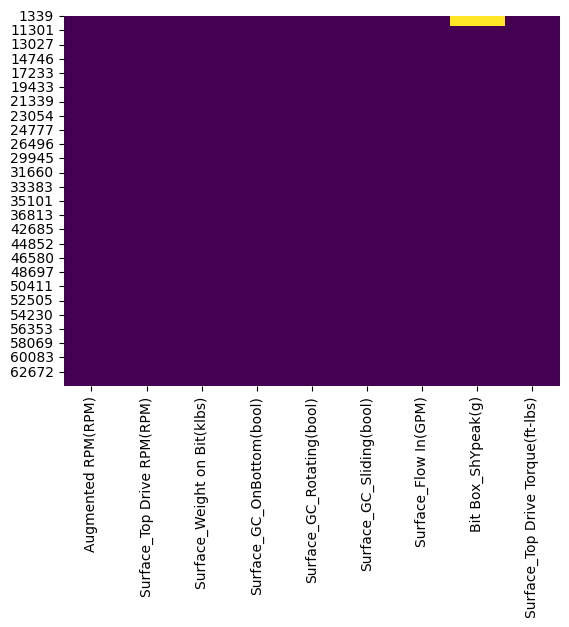 1339
11301
13027
14746
17233
19433
21339
23054
24777
26496
29945
31660
33383
35101
36813
42685
44852
46580
48697
50411
52505
54230
56353
58069
60083
62672
Augmented RPM(RPM)
Surface_Top Drive RPM(RPM)
Surface_Weight on Bit(klbs)
Surface_GC_OnBottom(bool)
Surface_GC_Rotating(bool)
Surface_GC_Sliding(bool)
Surface_Flow In(GPM)
Bit Box_ShYpeak(g)
Surface_Top Drive Torque(ft-lbs)